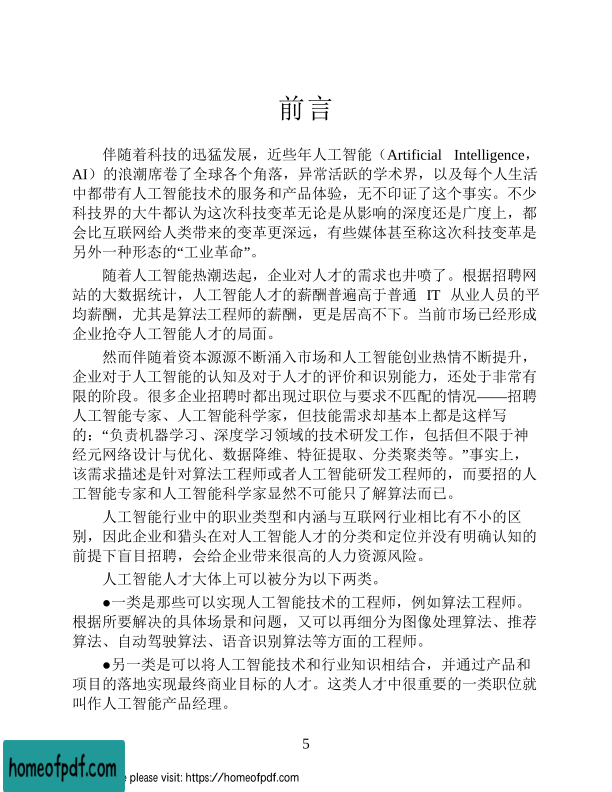 前言
伴随着科技的迅猛发展，近些年人工智能（Artificial Intelligence，
AI）的浪潮席卷了全球各个角落，异常活跃的学术界，以及每个人生活
中都带有人工智能技术的服务和产品体验，无不印证了这个事实。不少
科技界的大牛都认为这次科技变革无论是从影响的深度还是广度上，都
会比互联网给人类带来的变革更深远，有些媒体甚至称这次科技变革是
另外一种形态的“工业革命”。
随着人工智能热潮迭起，企业对人才的需求也井喷了。根据招聘网
站的大数据统计，人工智能人才的薪酬普遍高于普通 IT 从业人员的平
均薪酬，尤其是算法工程师的薪酬，更是居高不下。当前市场已经形成
企业抢夺人工智能人才的局面。
然而伴随着资本源源不断涌入市场和人工智能创业热情不断提升，
企业对于人工智能的认知及对于人才的评价和识别能力，还处于非常有
限的阶段。很多企业招聘时都出现过职位与要求不匹配的情况——招聘
人工智能专家、人工智能科学家，但技能需求却基本上都是这样写
的：“负责机器学习、深度学习领域的技术研发工作，包括但不限于神
经元网络设计与优化、数据降维、特征提取、分类聚类等。”事实上，
该需求描述是针对算法工程师或者人工智能研发工程师的，而要招的人
工智能专家和人工智能科学家显然不可能只了解算法而已。
人工智能行业中的职业类型和内涵与互联网行业相比有不小的区
别，因此企业和猎头在对人工智能人才的分类和定位并没有明确认知的
前提下盲目招聘，会给企业带来很高的人力资源风险。
人工智能人才大体上可以被分为以下两类。
●一类是那些可以实现人工智能技术的工程师，例如算法工程师。
根据所要解决的具体场景和问题，又可以再细分为图像处理算法、推荐
算法、自动驾驶算法、语音识别算法等方面的工程师。
●另一类是可以将人工智能技术和行业知识相结合，并通过产品和
项目的落地实现最终商业目标的人才。这类人才中很重要的一类职位就
叫作人工智能产品经理。
5
homeofpdf.com
please visit: https://homeofpdf.com